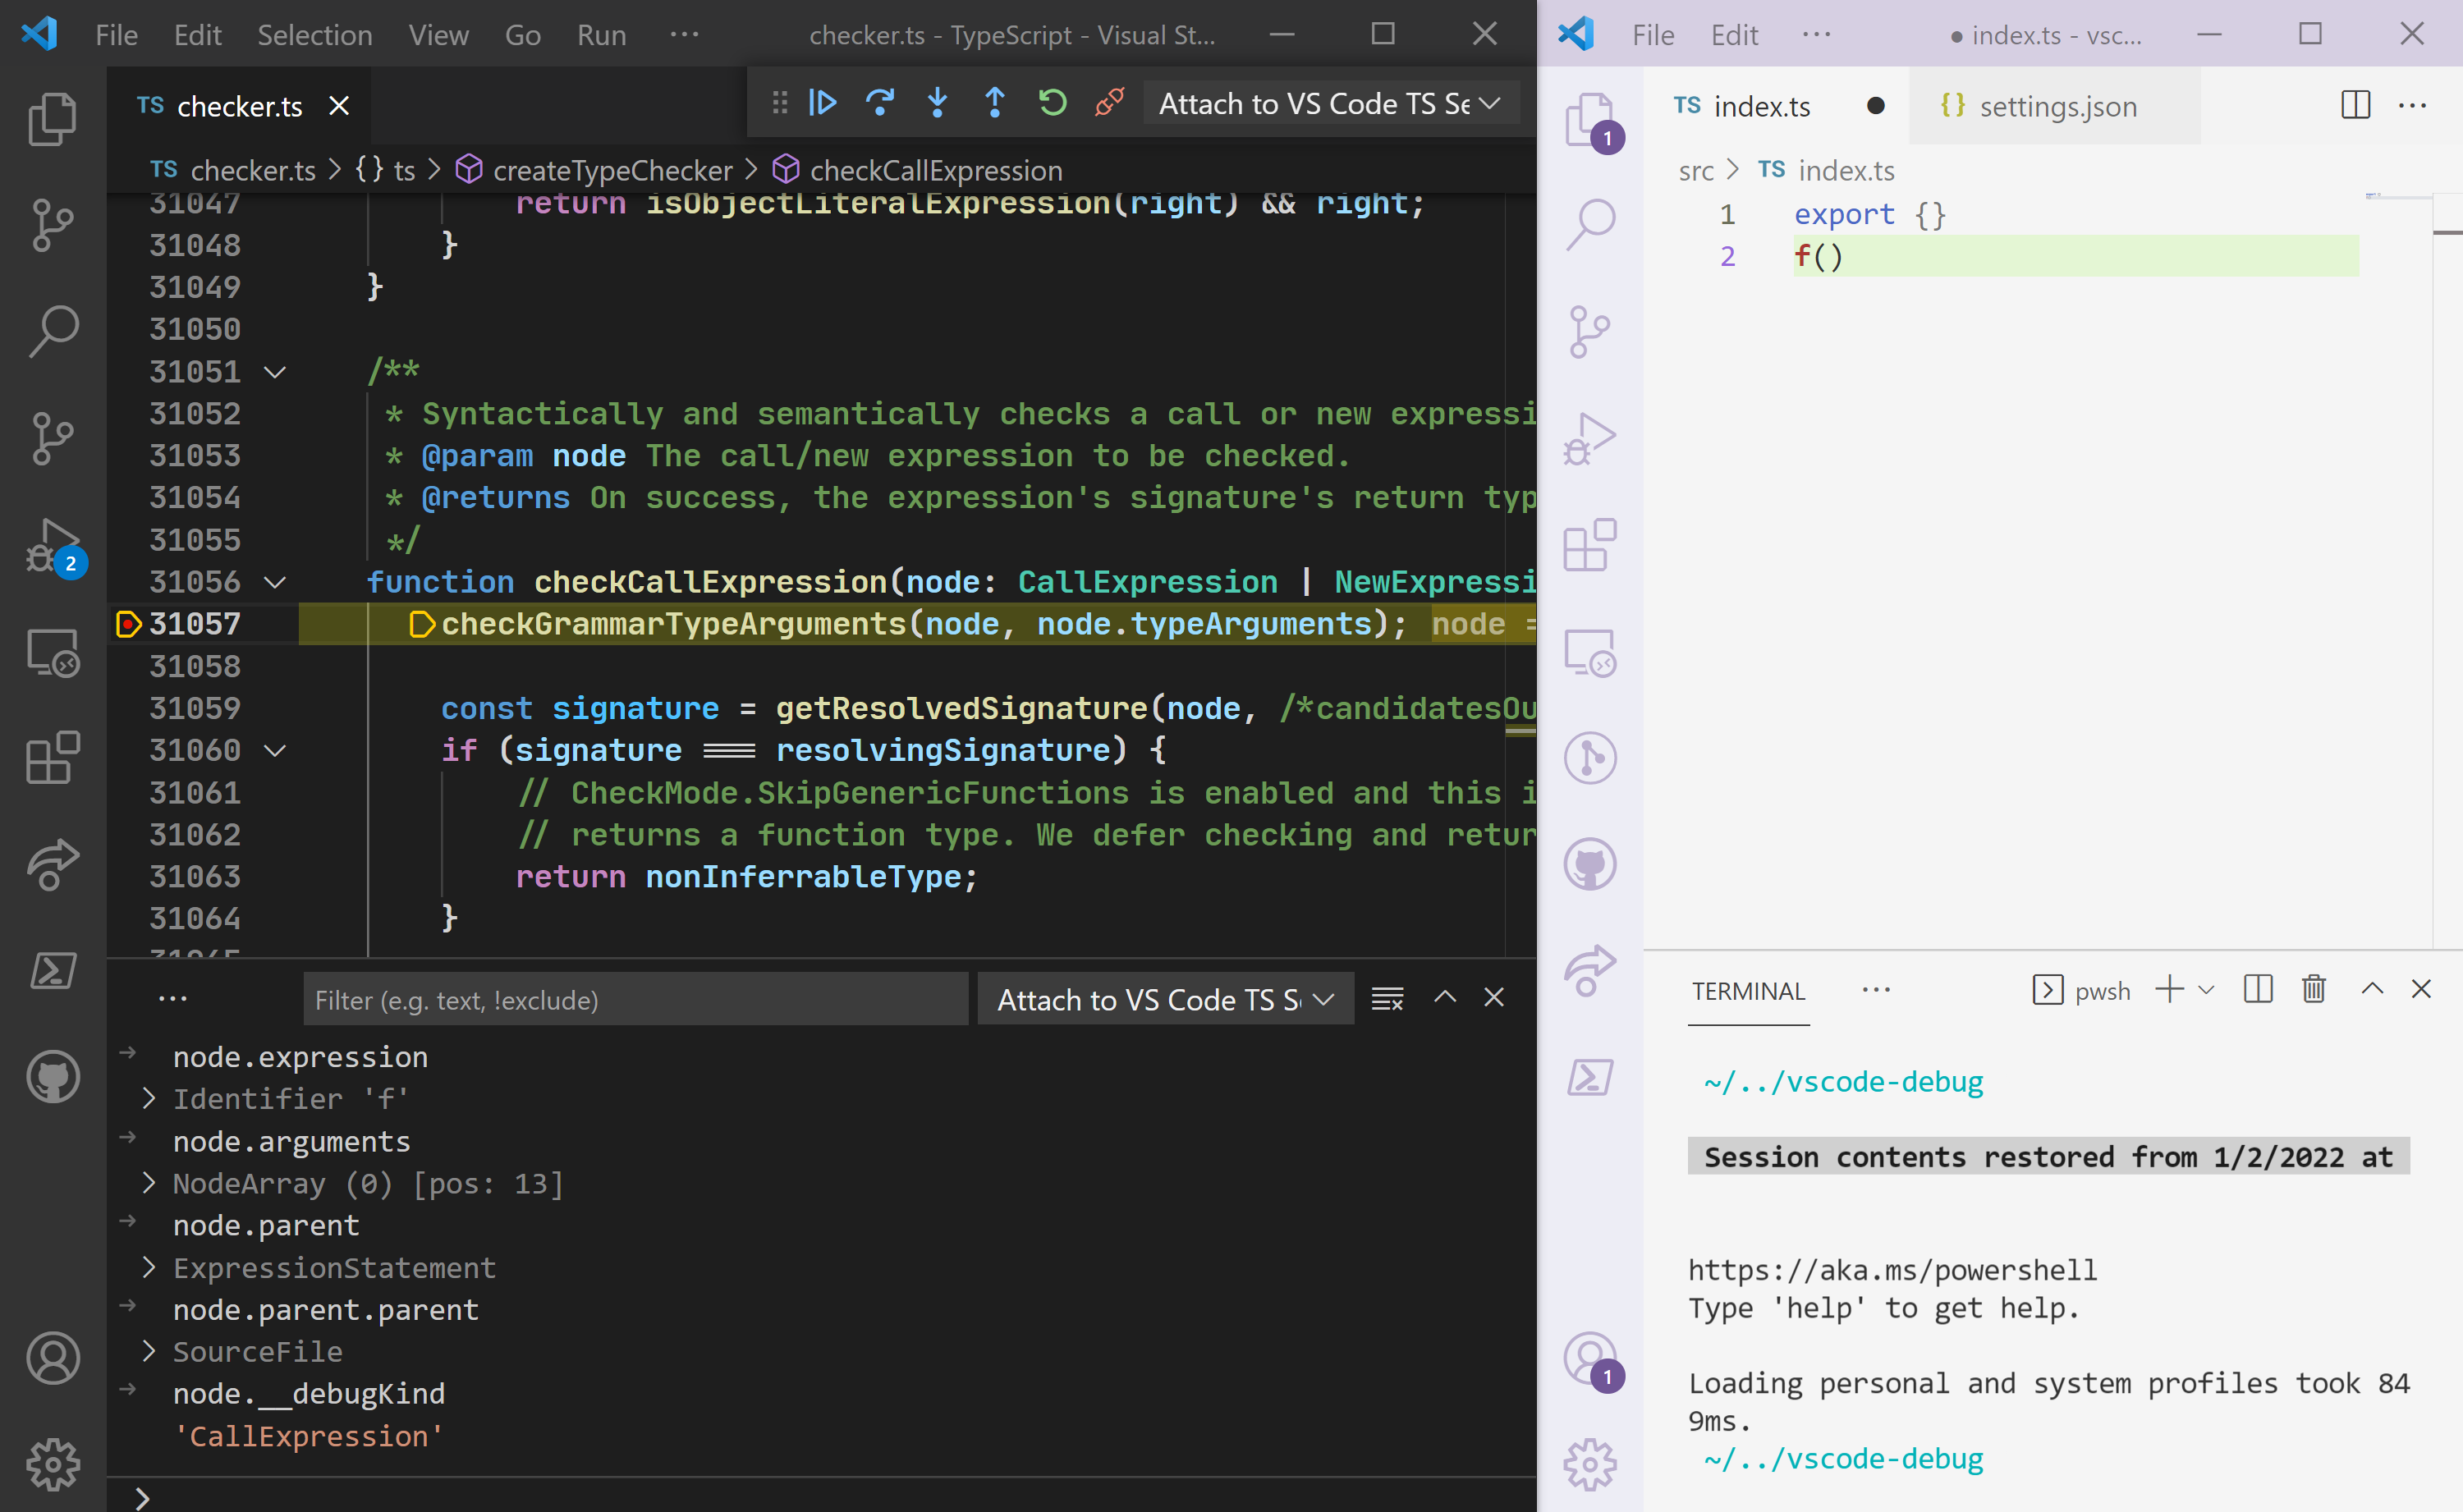 File Edit Selection View Go Run ··· checker.ts - TypeScript - Visual St...
TS checker.ts
Attach to VS Code TS Se
TS checker.ts > {} ts > createTypeChecker > checkCallExpression
31047 return isObjectLiteralExpression(right) && right;
31048 }
31049 }
31050
31051 /**
31052 * Syntactically and semantically checks a call or new expressi
31053 * @param node The call/new expression to be checked.
31054 * @returns On success, the expression's signature's return typ
31055 */
31056 function checkCallExpression(node: CallExpression | NewExpressi
31057 checkGrammarTypeArguments(node, node.typeArguments); node =
31058
31059 const signature = getResolvedSignature(node, /*candidatesOu
31060 if (signature === resolvingSignature) {
31061 // CheckMode.SkipGenericFunctions is enabled and this i
31062 // returns a function type. We defer checking and retur
31063 return nonInferrableType;
31064 }
2
··· Filter (e.g. text, !exclude) Attach to VS Code TS S
node.expression
> Identifier 'f'
node.arguments
> NodeArray (0) [pos: 13]
node.parent
> ExpressionStatement
node.parent.parent
> SourceFile
node.__debugKind
'CallExpression'
>
File Edit ··· ● index.ts - vsc...
TS index.ts ● {} settings.json
src > TS index.ts
1 export {}
2 f()
1
TERMINAL ··· pwsh
~/../vscode-debug
Session contents restored from 1/2/2022 at
https://aka.ms/powershell
Type 'help' to get help.
Loading personal and system profiles took 84
9ms.
~/../vscode-debug
1